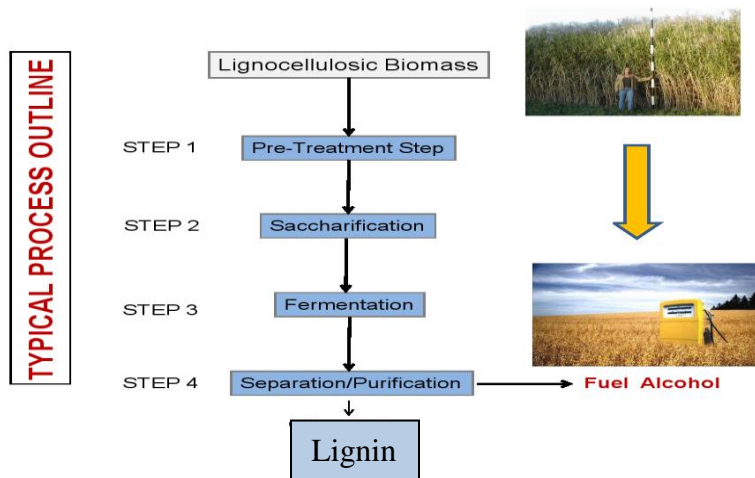 TYPICAL PROCESS OUTLINE
Lignocellulosic Biomass
STEP 1
Pre-Treatment Step
STEP 2
Saccharification
STEP 3
Fermentation
STEP 4
Separation/Purification
Fuel Alcohol
Lignin